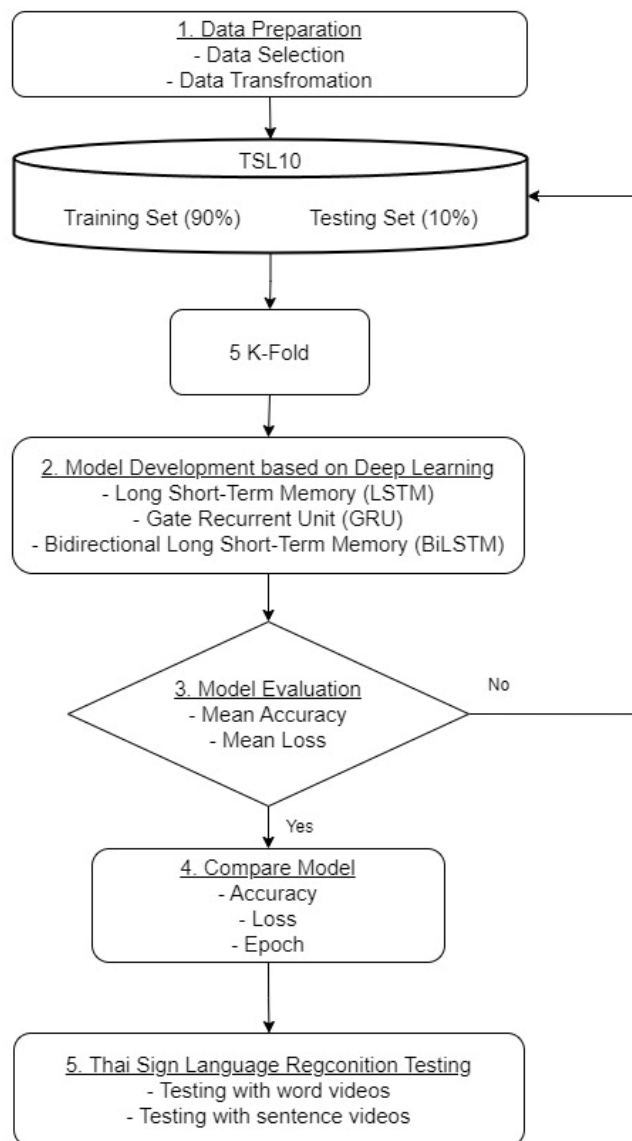 1. Data Preparation
- Data Selection
- Data Transfromation
TSL10
Training Set (90%) Testing Set (10%)
5 K-Fold
2. Model Development based on Deep Learning
- Long Short-Term Memory (LSTM)
- Gate Recurrent Unit (GRU)
- Bidirectional Long Short-Term Memory (BiLSTM)
3. Model Evaluation
- Mean Accuracy
- Mean Loss
No
Yes
4. Compare Model
- Accuracy
- Loss
- Epoch
5. Thai Sign Language Regconition Testing
- Testing with word videos
- Testing with sentence videos